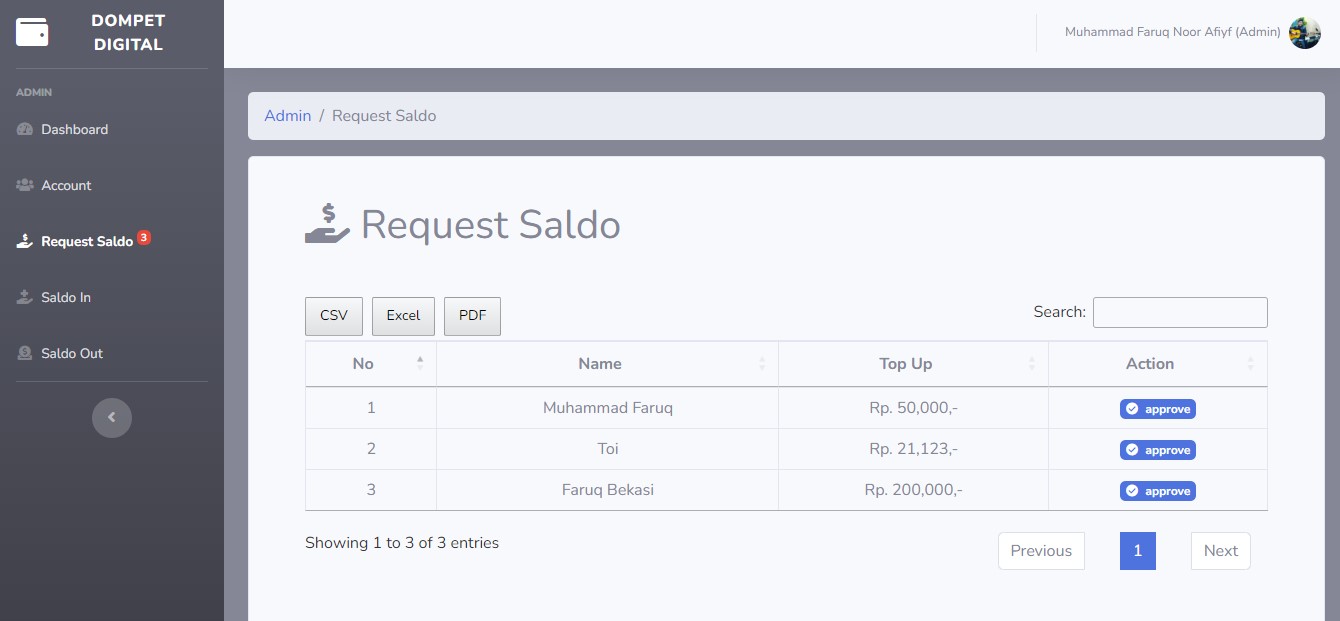 DOMPET
DIGITAL
Muhammad Faruq Noor Afiyf (Admin)
ADMIN
Dashboard
Account
Request Saldo 3
Saldo In
Saldo Out
Admin / Request Saldo
Request Saldo
CSV Excel PDF Search:
No Name Top Up Action
1 Muhammad Faruq Rp. 50,000,- approve
2 Toi Rp. 21,123,- approve
3 Faruq Bekasi Rp. 200,000,- approve
Showing 1 to 3 of 3 entries Previous 1 Next